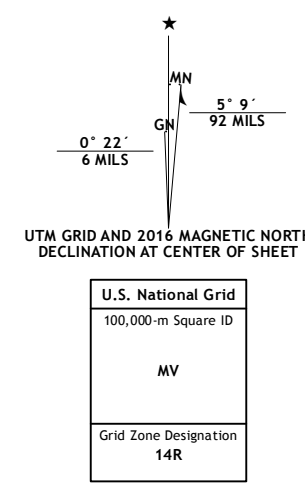 ★
MN
GN
5° 9´
92 MILS
0° 22´
6 MILS
UTM GRID AND 2016 MAGNETIC NORTH
DECLINATION AT CENTER OF SHEET
U.S. National Grid
100,000-m Square ID
MV
Grid Zone Designation
14R